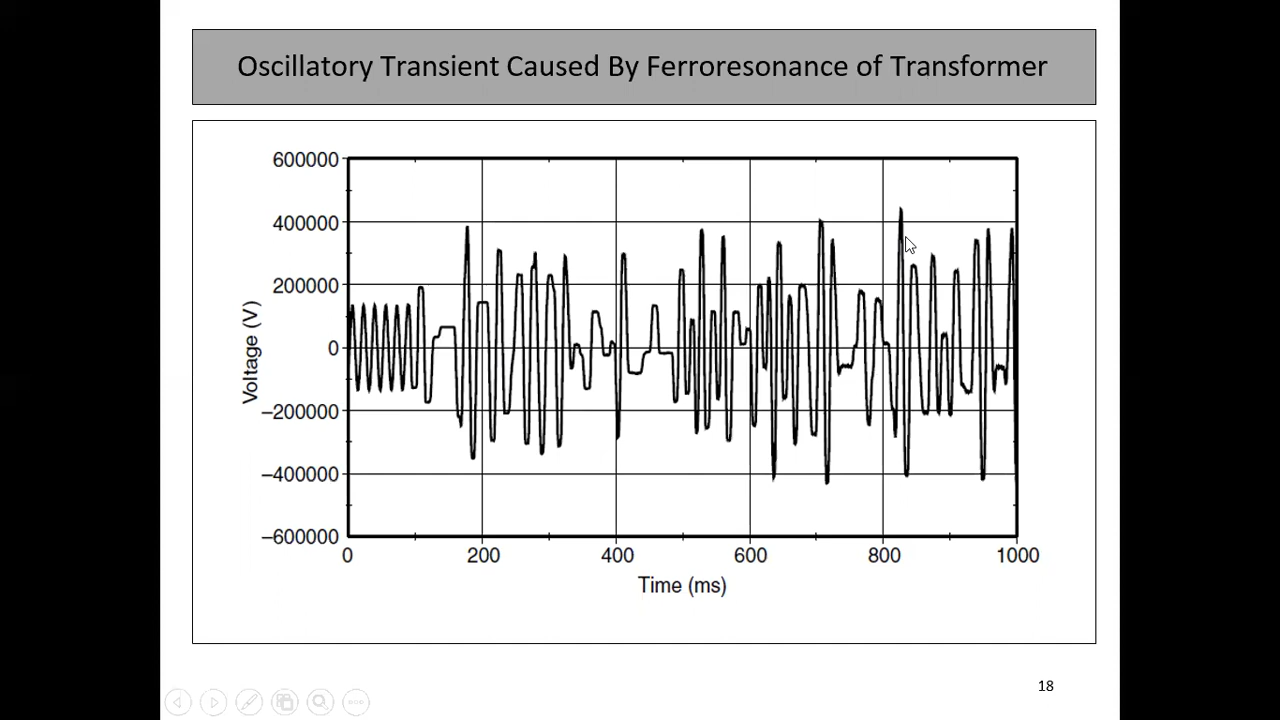 Oscillatory Transient Caused By Ferroresonance of Transformer
600000
400000
200000
0
−200000
−400000
−600000
Voltage (V)
0 200 400 600 800 1000
Time (ms)
18